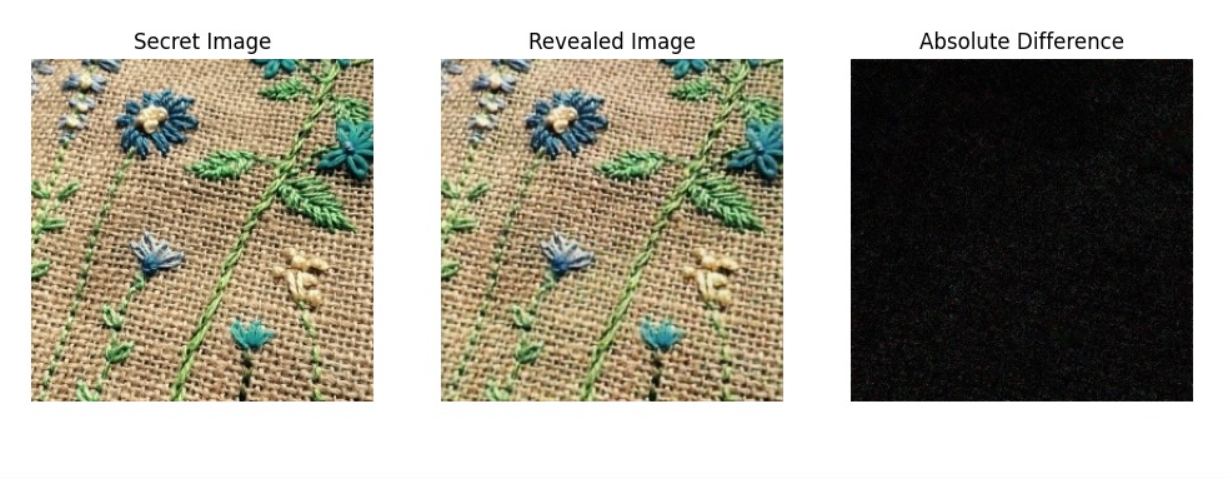 Secret Image
Revealed Image
Absolute Difference